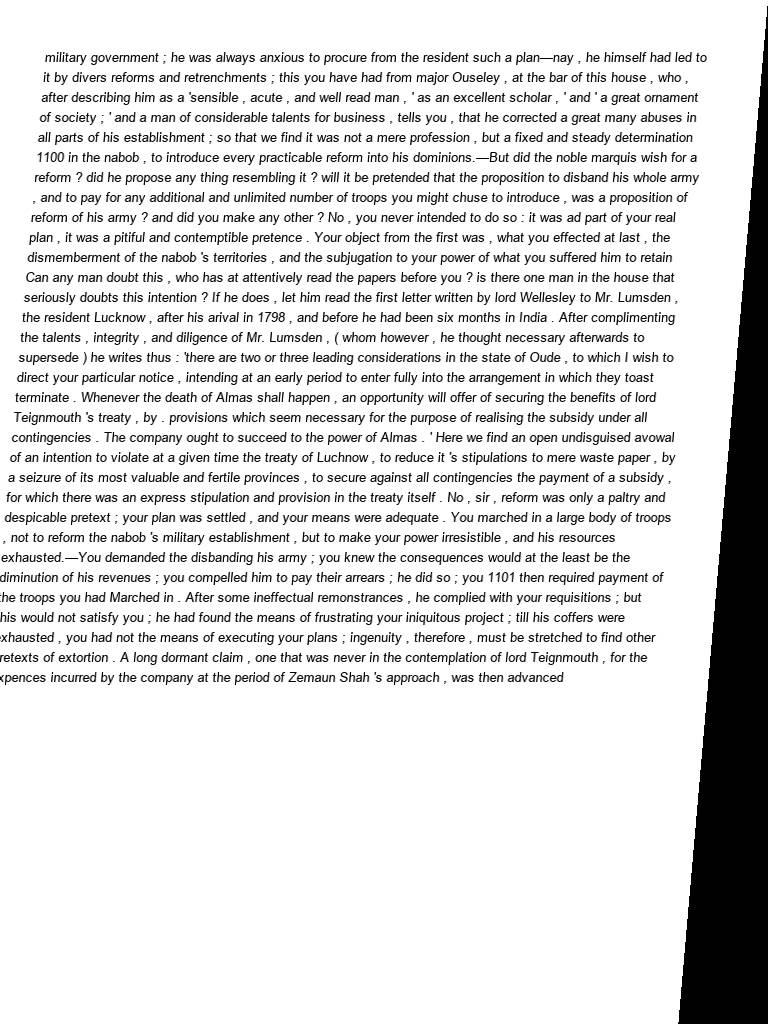 military government ; he was always anxious to procure from the resident such a plan—nay , he himself had led to
it by divers reforms and retrenchments ; this you have had from major Ouseley , at the bar of this house , who ,
after describing him as a 'sensible , acute , and well read man , ' as an excellent scholar , ' and ' a great ornament
of society ; ' and a man of considerable talents for business , tells you , that he corrected a great many abuses in
all parts of his establishment ; so that we find it was not a mere profession , but a fixed and steady determination
1100 in the nabob , to introduce every practicable reform into his dominions.—But did the noble marquis wish for a
reform ? did he propose any thing resembling it ? will it be pretended that the proposition to disband his whole army
, and to pay for any additional and unlimited number of troops you might chuse to introduce , was a proposition of
reform of his army ? and did you make any other ? No , you never intended to do so : it was ad part of your real
plan , it was a pitiful and contemptible pretence . Your object from the first was , what you effected at last , the
dismemberment of the nabob 's territories , and the subjugation to your power of what you suffered him to retain
Can any man doubt this , who has at attentively read the papers before you ? is there one man in the house that
seriously doubts this intention ? If he does , let him read the first letter written by lord Wellesley to Mr. Lumsden ,
the resident Lucknow , after his arival in 1798 , and before he had been six months in India . After complimenting
the talents , integrity , and diligence of Mr. Lumsden , ( whom however , he thought necessary afterwards to
supersede ) he writes thus : 'there are two or three leading considerations in the state of Oude , to which I wish to
direct your particular notice , intending at an early period to enter fully into the arrangement in which they toast
terminate . Whenever the death of Almas shall happen , an opportunity will offer of securing the benefits of lord
Teignmouth 's treaty , by . provisions which seem necessary for the purpose of realising the subsidy under all
contingencies . The company ought to succeed to the power of Almas . ' Here we find an open undisguised avowal
of an intention to violate at a given time the treaty of Luchnow , to reduce it 's stipulations to mere waste paper , by
a seizure of its most valuable and fertile provinces , to secure against all contingencies the payment of a subsidy ,
for which there was an express stipulation and provision in the treaty itself . No , sir , reform was only a paltry and
despicable pretext ; your plan was settled , and your means were adequate . You marched in a large body of troops
, not to reform the nabob 's military establishment , but to make your power irresistible , and his resources
exhausted.—You demanded the disbanding his army ; you knew the consequences would at the least be the
diminution of his revenues ; you compelled him to pay their arrears ; he did so ; you 1101 then required payment of
the troops you had Marched in . After some ineffectual remonstrances , he complied with your requisitions ; but
his would not satisfy you ; he had found the means of frustrating your iniquitous project ; till his coffers were
exhausted , you had not the means of executing your plans ; ingenuity , therefore , must be stretched to find other
retexts of extortion . A long dormant claim , one that was never in the contemplation of lord Teignmouth , for the
xpences incurred by the company at the period of Zemaun Shah 's approach , was then advanced